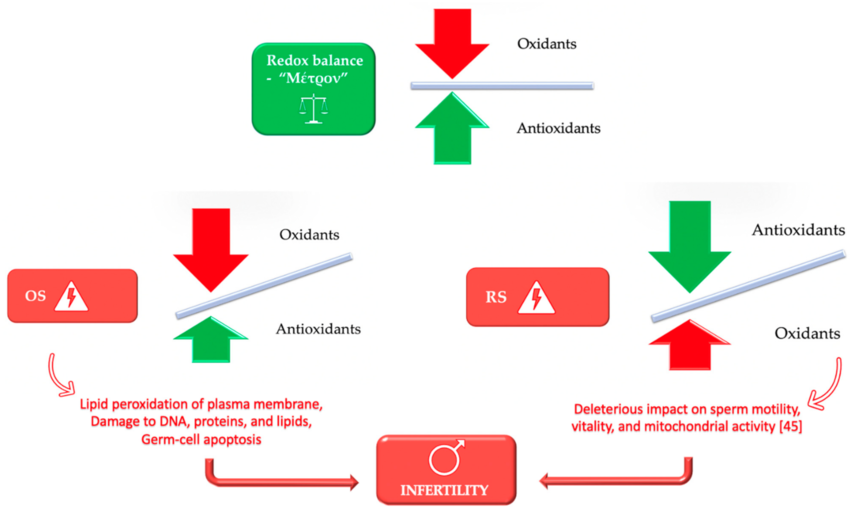 Oxidants
Redox balance
- “Μέτρον”
Antioxidants
Oxidants
Antioxidants
OS
RS
Antioxidants
Oxidants
Lipid peroxidation of plasma membrane,
Damage to DNA, proteins, and lipids,
Germ-cell apoptosis
Deleterious impact on sperm motility,
vitality, and mitochondrial activity [45]
INFERTILITY